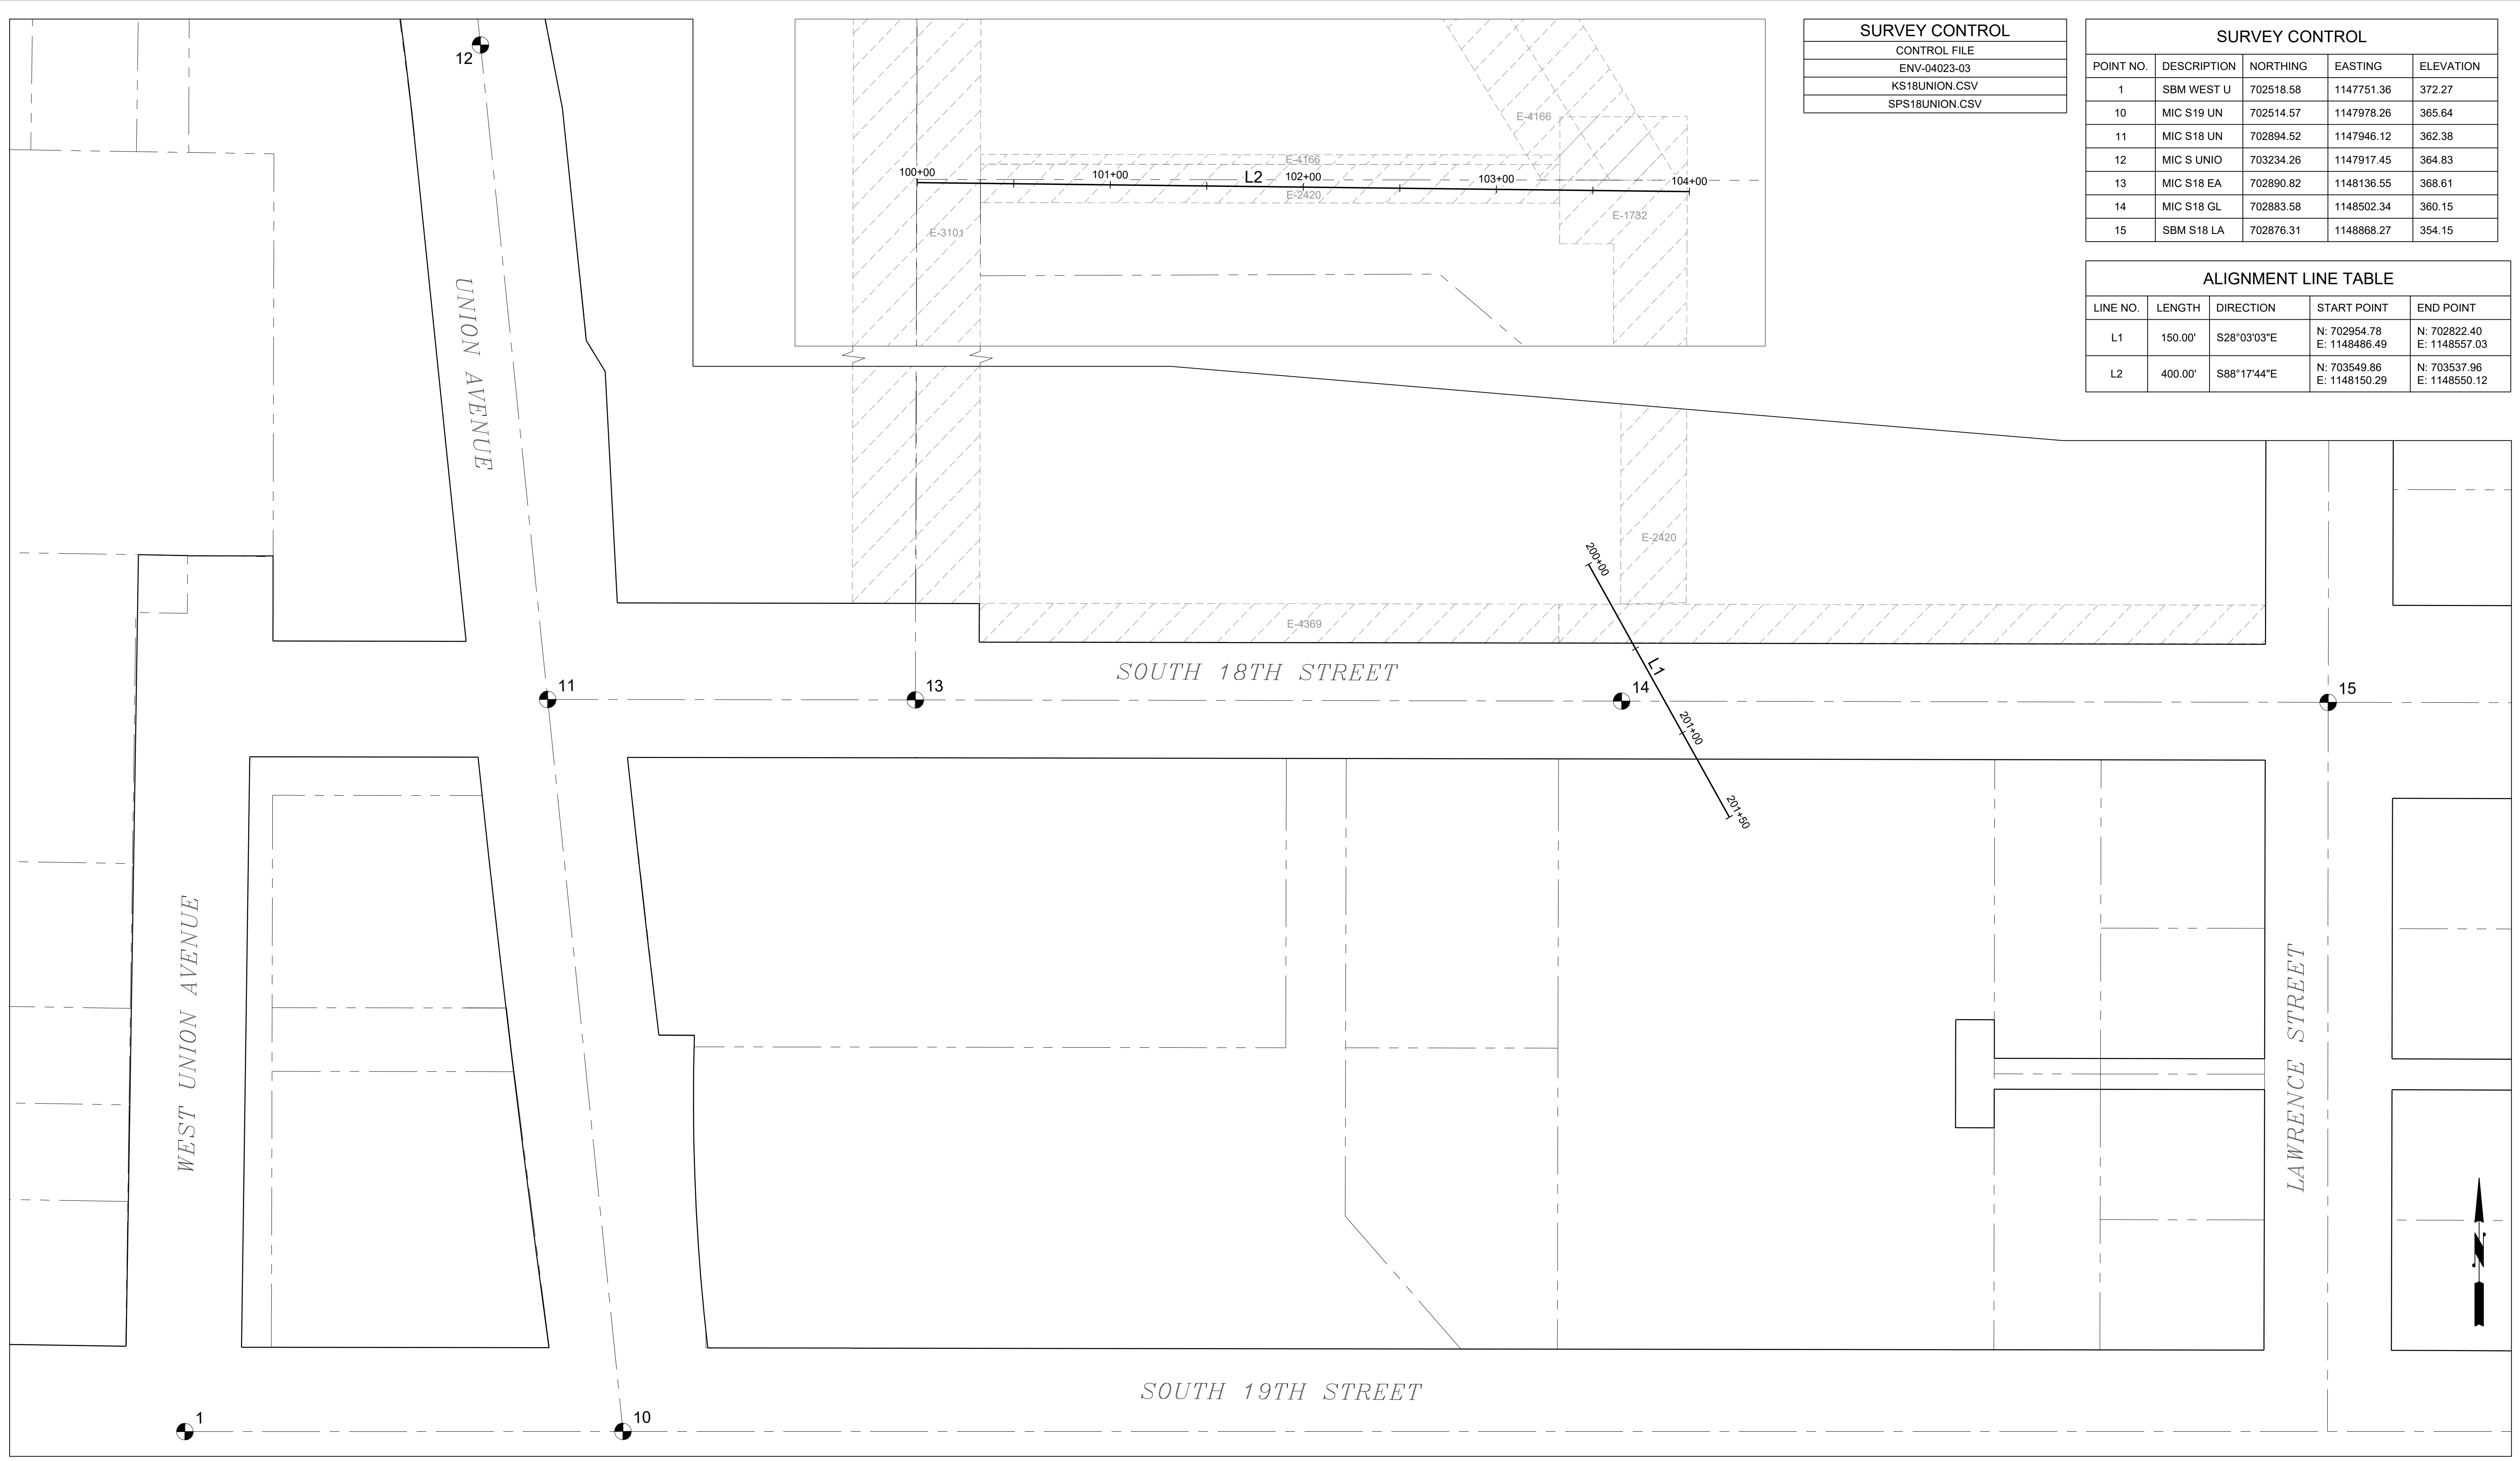 12
SURVEY CONTROL
CONTROL FILE
ENV-04023-03
KS18UNION.CSV
SPS18UNION.CSV
SURVEY CONTROL
POINT NO. DESCRIPTION NORTHING EASTING ELEVATION
1 SBM WEST U 702518.58 1147751.36 372.27
10 MIC S19 UN 702514.57 1147978.26 365.64
11 MIC S18 UN 702894.52 1147946.12 362.38
12 MIC S UNIO 703234.26 1147917.45 364.83
13 MIC S18 EA 702890.82 1148136.55 368.61
14 MIC S18 GL 702883.58 1148502.34 360.15
15 SBM S18 LA 702876.31 1148868.27 354.15
ALIGNMENT LINE TABLE
LINE NO. LENGTH DIRECTION START POINT END POINT
L1 150.00' S28°03'03"E N: 702954.78 E: 1148486.49 N: 702822.40 E: 1148557.03
L2 400.00' S88°17'44"E N: 703549.86 E: 1148150.29 N: 703537.96 E: 1148550.12
E-4166
E-4166
100+00 101+00 L2 102+00 103+00 104+00
E-2420
E-1732
E-3101
UNION AVENUE
E-2420
200+00
E-4369
SOUTH 18TH STREET
L1
11
13
14
15
201+00
201+50
WEST UNION AVENUE
LAWRENCE STREET
N
SOUTH 19TH STREET
1
10